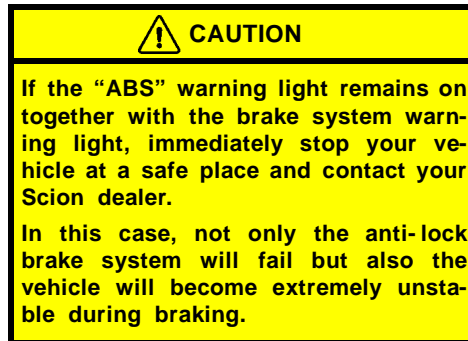 CAUTION
If the “ABS” warning light remains on
together with the brake system warn-
ing light, immediately stop your ve-
hicle at a safe place and contact your
Scion dealer.
In this case, not only the anti-lock
brake system will fail but also the
vehicle will become extremely unsta-
ble during braking.